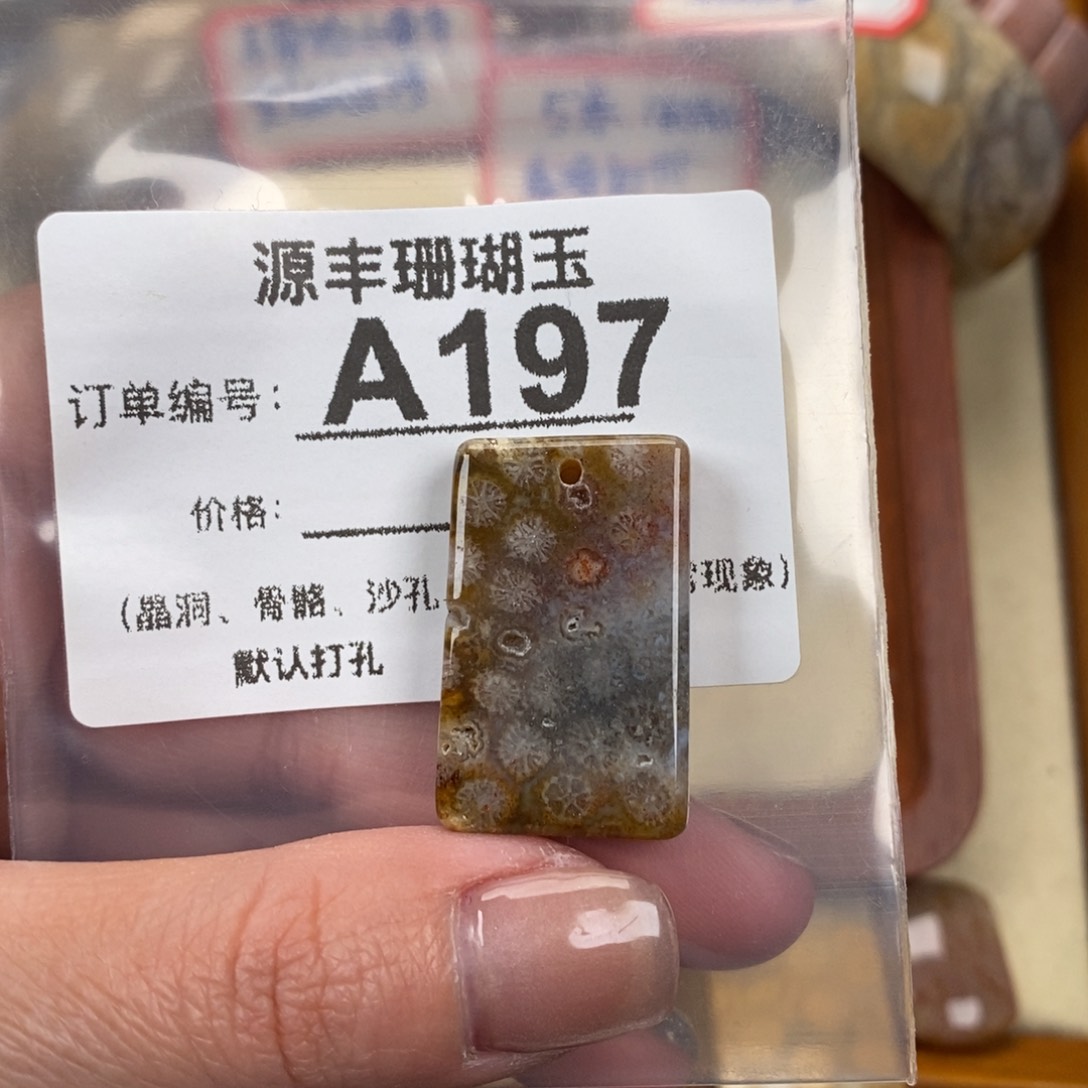 源丰珊瑚玉
订单编号: A197
价格:
(晶洞、骨骼、沙孔 现象)
默认打孔